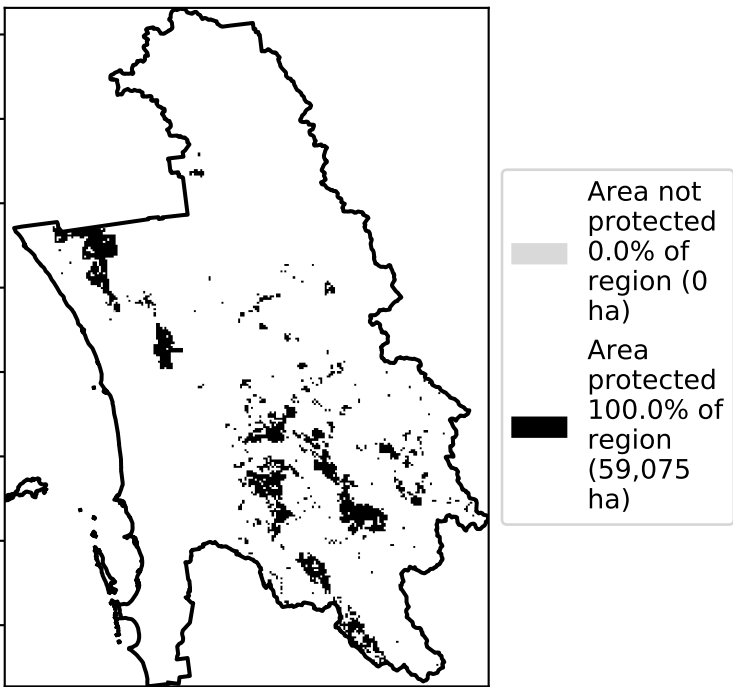 Area not
protected
0.0% of
region (0
ha)
Area
protected
100.0% of
region
(59,075
ha)